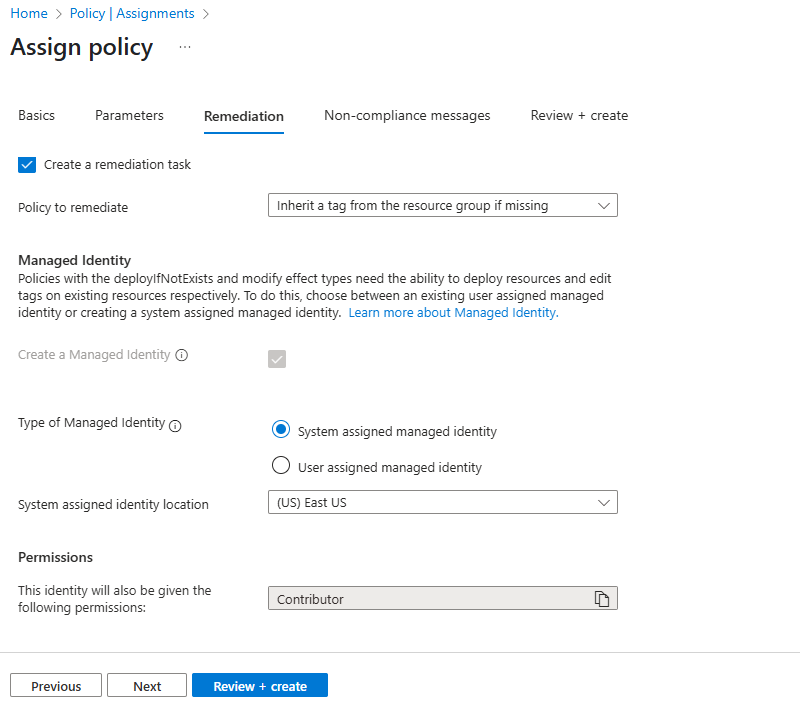 Home > Policy | Assignments >
Assign policy ...
Basics Parameters Remediation Non-compliance messages Review + create
Create a remediation task
Policy to remediate Inherit a tag from the resource group if missing
Managed Identity
Policies with the deployIfNotExists and modify effect types need the ability to deploy resources and edit
tags on existing resources respectively. To do this, choose between an existing user assigned managed
identity or creating a system assigned managed identity. Learn more about Managed Identity.
Create a Managed Identity
Type of Managed Identity
System assigned managed identity
User assigned managed identity
System assigned identity location (US) East US
Permissions
This identity will also be given the
following permissions:
Contributor
Previous Next Review + create